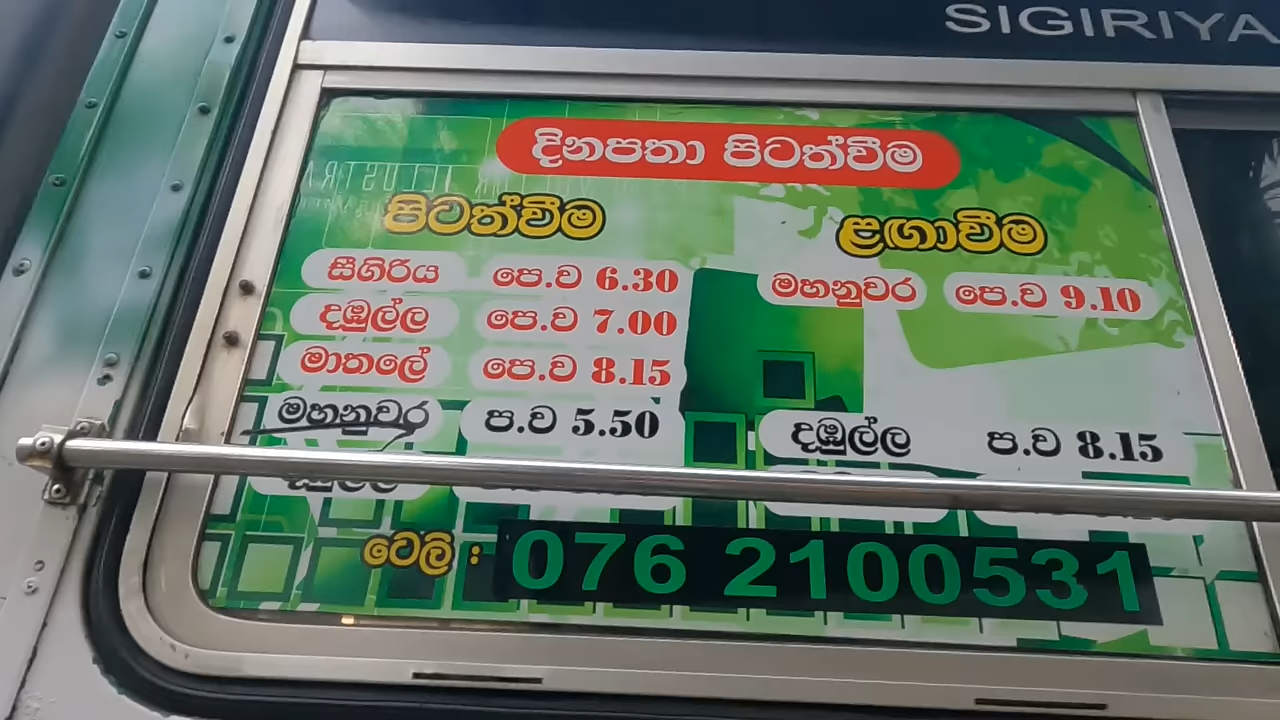 SIGIRIYA
දිනපතා පිටත්වීම
පිටත්වීම
සීගිරිය පෙ.ව 6.30
දඹුල්ල පෙ.ව 7.00
මාතලේ පෙ.ව 8.15
මහනුවර ප.ව 5.50
ළඟාවීම
මහනුවර පෙ.ව 9.10
දඹුල්ල ප.ව 8.15
ටෙලි : 076 2100531